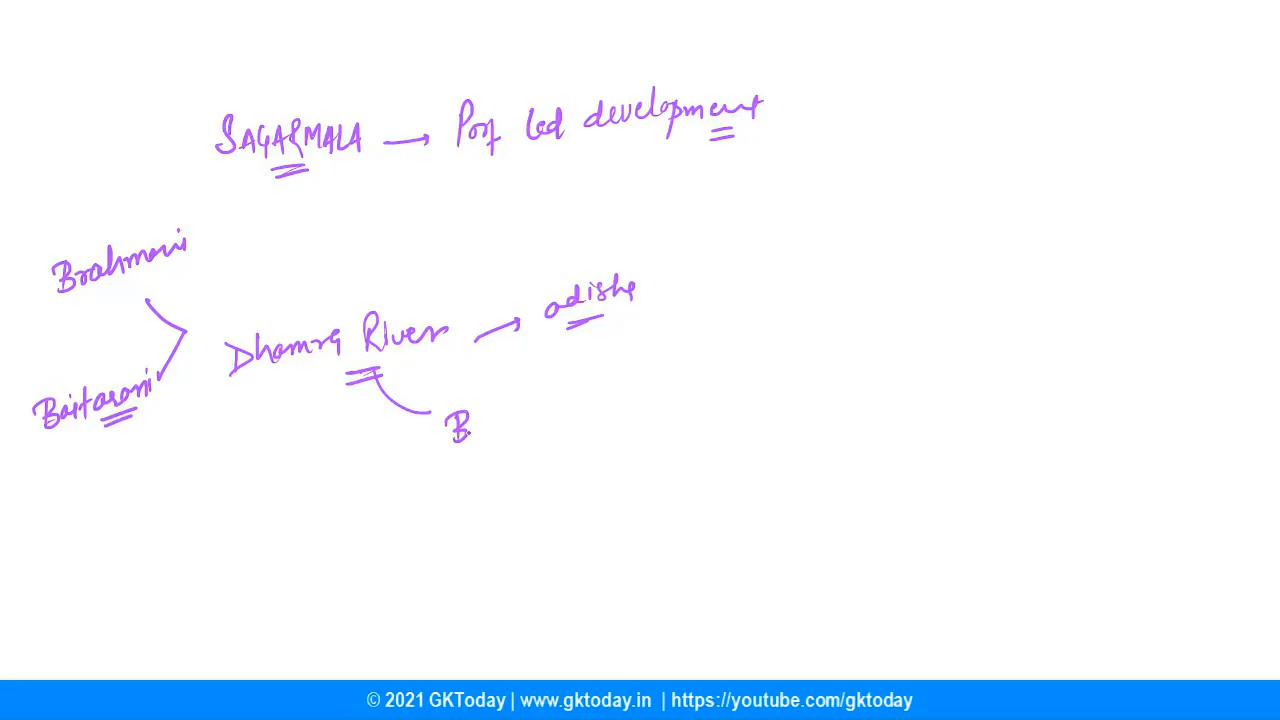 SAGARMALA → Port led development
Brahmani
Dhamra River → odisha
Baitarani
B
© 2021 GKToday | www.gktoday.in | https://youtube.com/gktoday